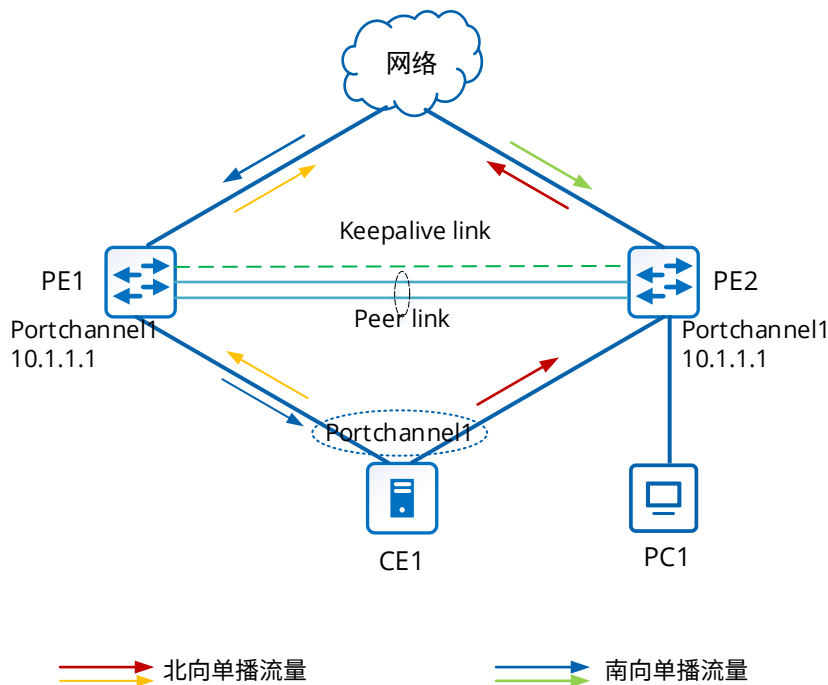 网络
Keepalive link
PE1
PE2
Peer link
Portchannel1
10.1.1.1
Portchannel1
10.1.1.1
Portchannel1
CE1
PC1
北向单播流量
南向单播流量